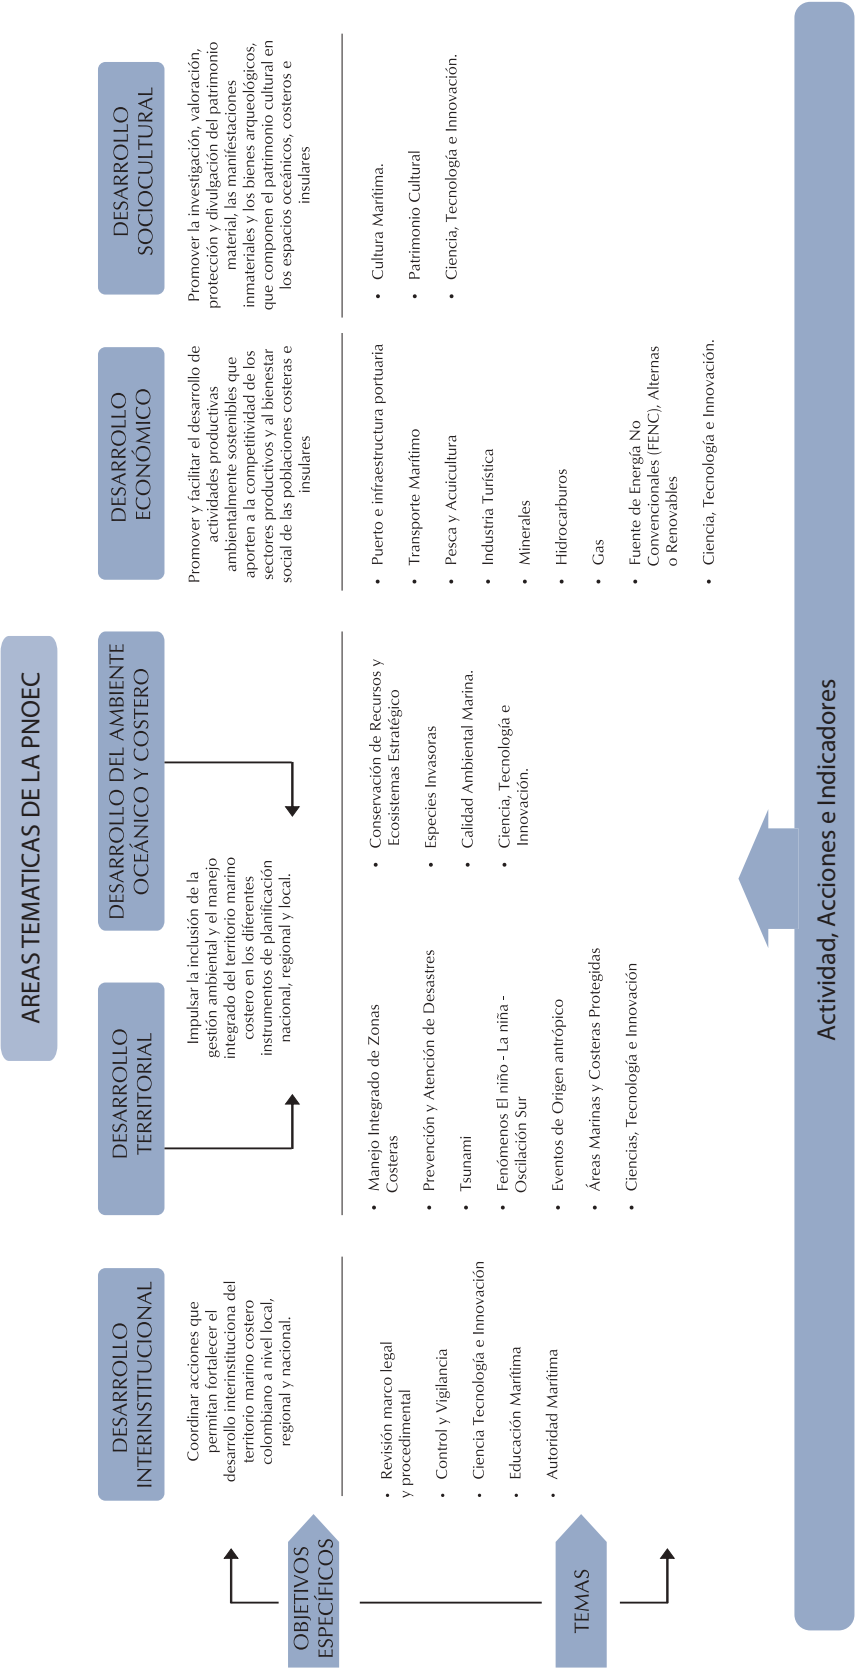 AREAS TEMATICAS DE LA PNOEC
DESARROLLO
INTERINSTITUCIONAL
DESARROLLO
TERRITORIAL
DESARROLLO DEL AMBIENTE
OCEÁNICO Y COSTERO
DESARROLLO
ECONÓMICO
DESARROLLO
SOCIOCULTURAL
OBJETIVOS
ESPECÍFICOS
Coordinar acciones que
permitan fortalecer el
desarrollo interinstituciona del
territorio marino costero
colombiano a nivel local,
regional y nacional.
Impulsar la inclusión de la
gestión ambiental y el manejo
integrado del territorio marino
costero en los diferentes
instrumentos de planificación
nacional, regional y local.
Promover y facilitar el desarrollo de
actividades productivas
ambientalmente sostenibles que
aporten a la competitividad de los
sectores productivos y al bienestar
social de las poblaciones costeras e
insulares
Promover la investigación, valoración,
protección y divulgación del patrimonio
material, las manifestaciones
inmateriales y los bienes arqueológicos,
que componen el patrimonio cultural en
los espacios oceánicos, costeros e
insulares
TEMAS
• Revisión marco legal
y procedimental
• Control y Vigilancia
• Ciencia Tecnología e Innovación
• Educación Marítima
• Autoridad Marítima
• Manejo Integrado de Zonas
Costeras
• Prevención y Atención de Desastres
• Tsunami
• Fenómenos El niño - La niña -
Oscilación Sur
• Eventos de Origen antrópico
• Áreas Marinas y Costeras Protegidas
• Ciencias, Tecnología e Innovación
• Conservación de Recursos y
Ecosistemas Estratégico
• Especies Invasoras
• Calidad Ambiental Marina.
• Ciencia, Tecnología e
Innovación.
• Puerto e infraestructura portuaria
• Transporte Marítimo
• Pesca y Acuicultura
• Industria Turística
• Minerales
• Hidrocarburos
• Gas
• Fuente de Energía No
Convencionales (FENC), Alternas
o Renovables
• Ciencia, Tecnología e Innovación.
• Cultura Marítima.
• Patrimonio Cultural
• Ciencia, Tecnología e Innovación.
Actividad, Acciones e Indicadores